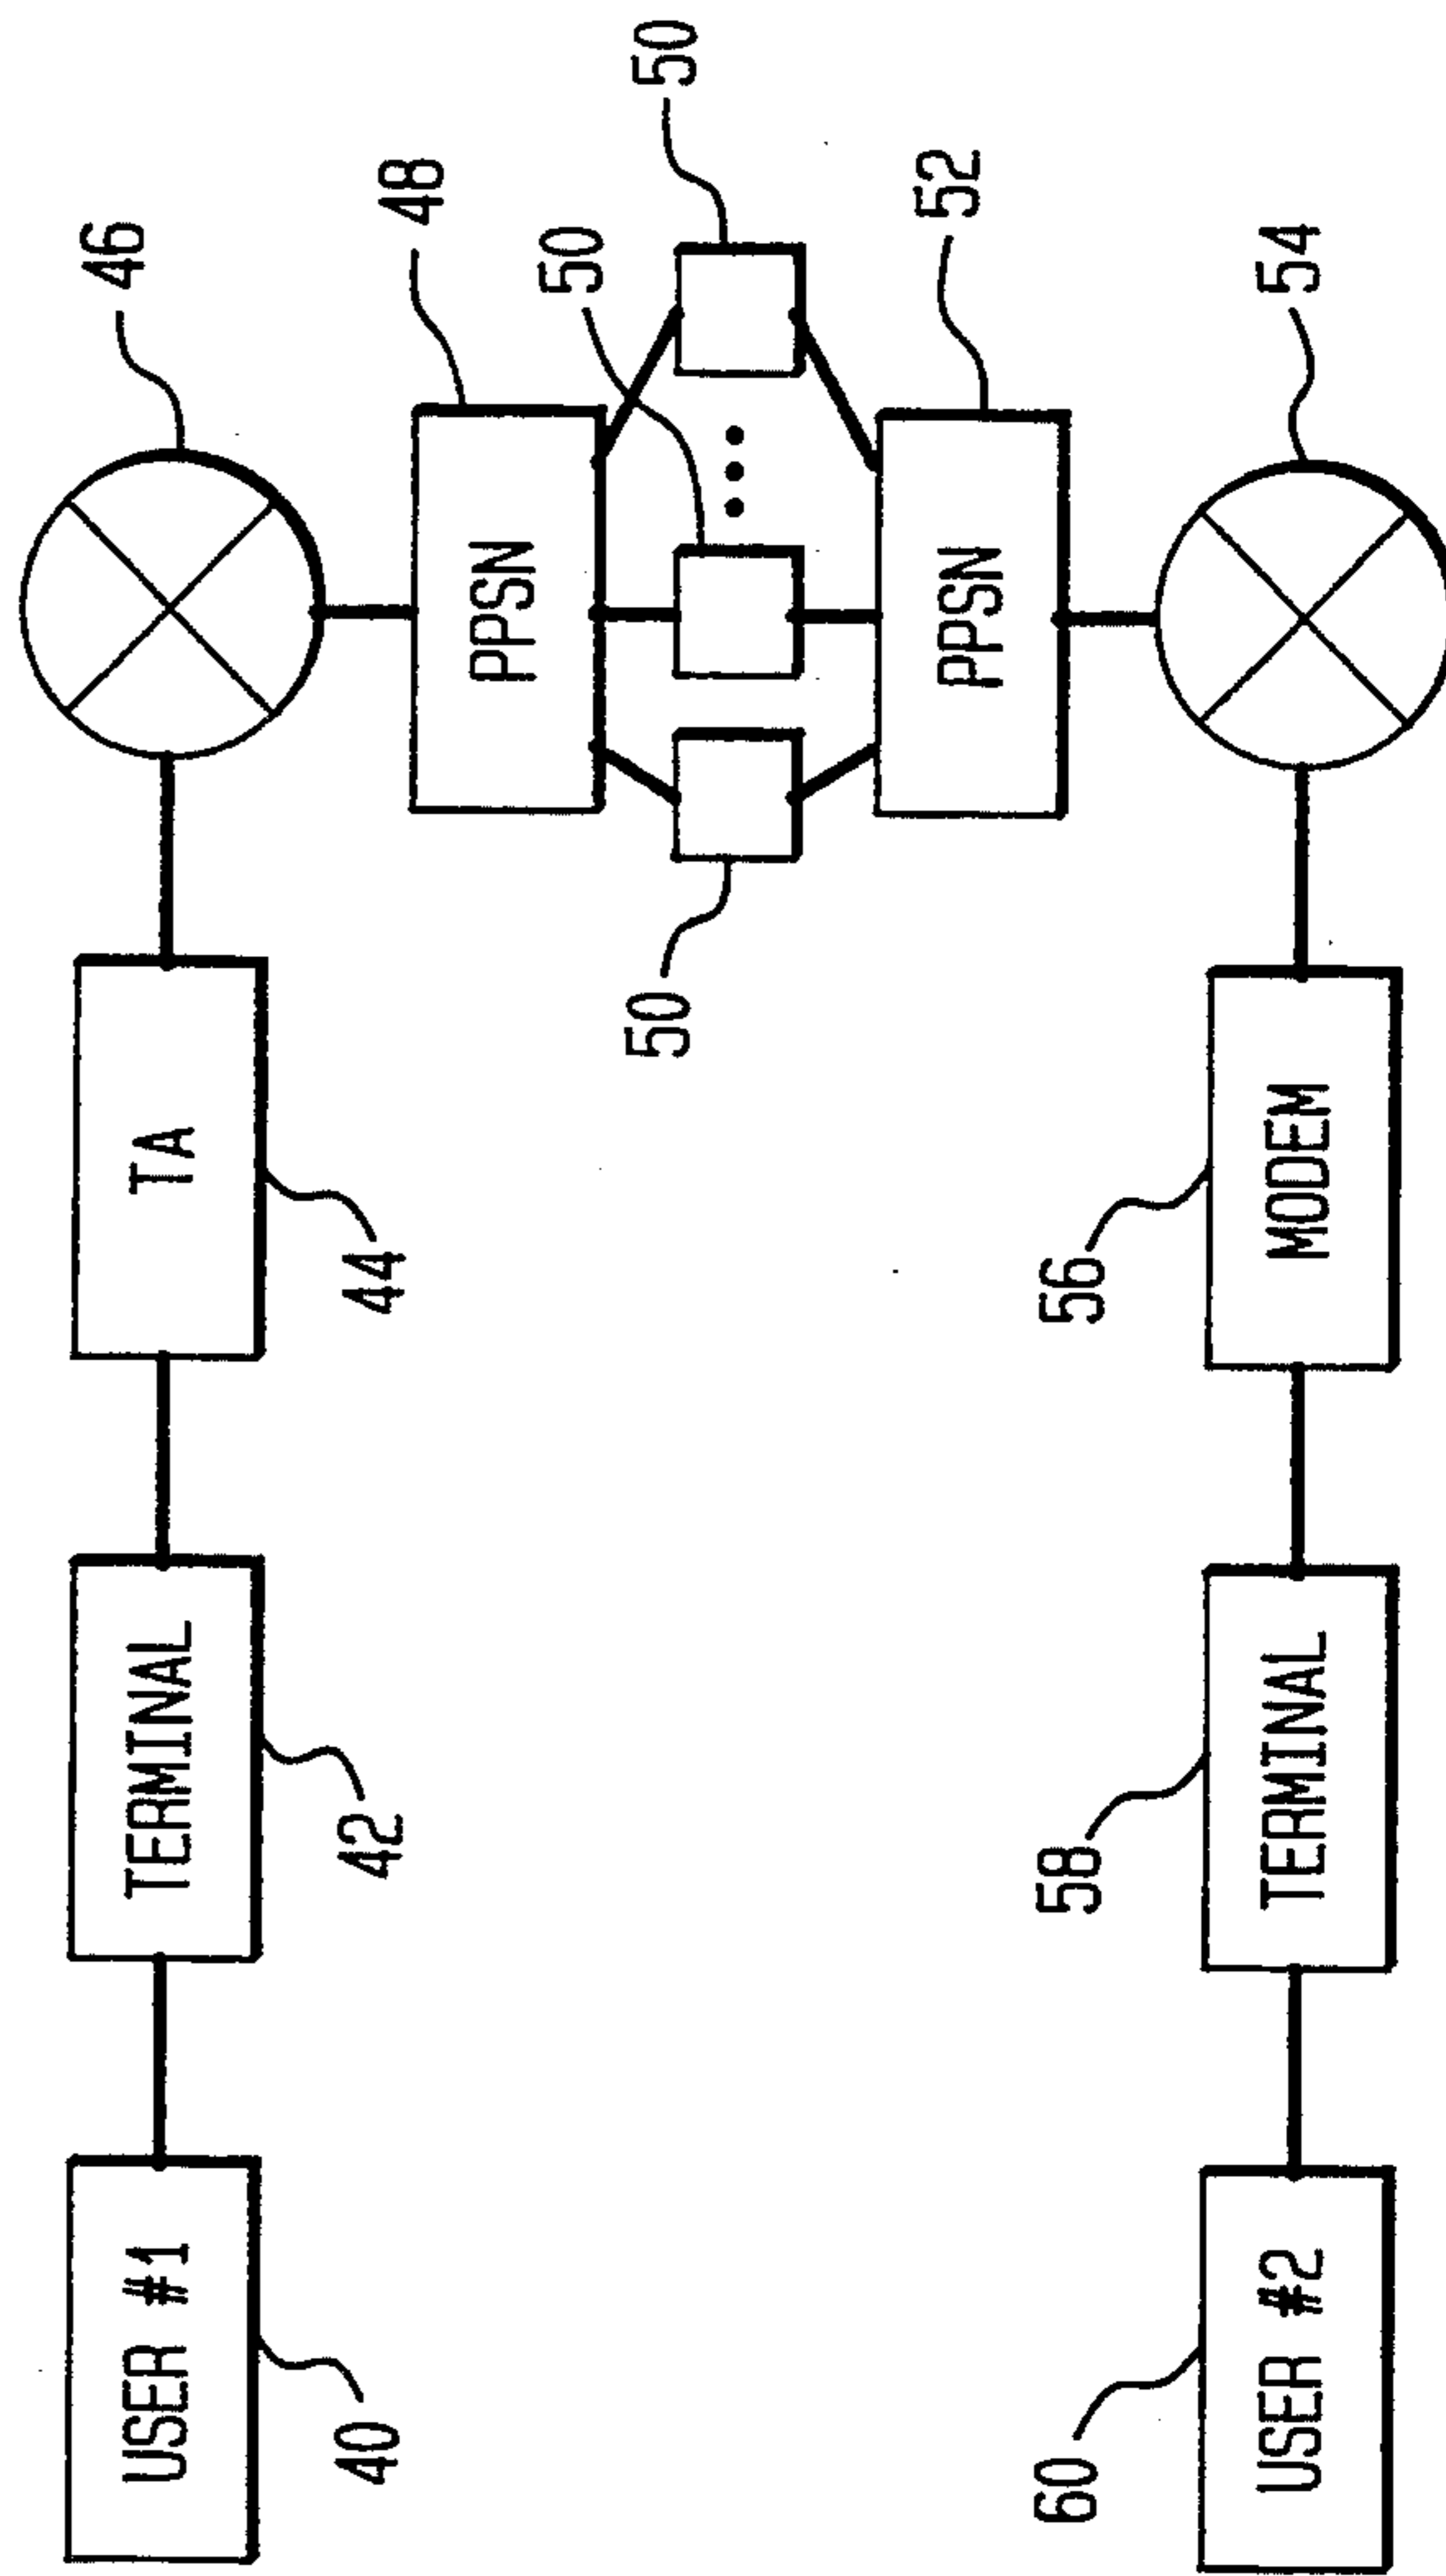 USER #1
40
TERMINAL
42
TA
44
46
PPSN
48
50
50
50
PPSN
52
54
MODEM
56
TERMINAL
58
USER #2
60